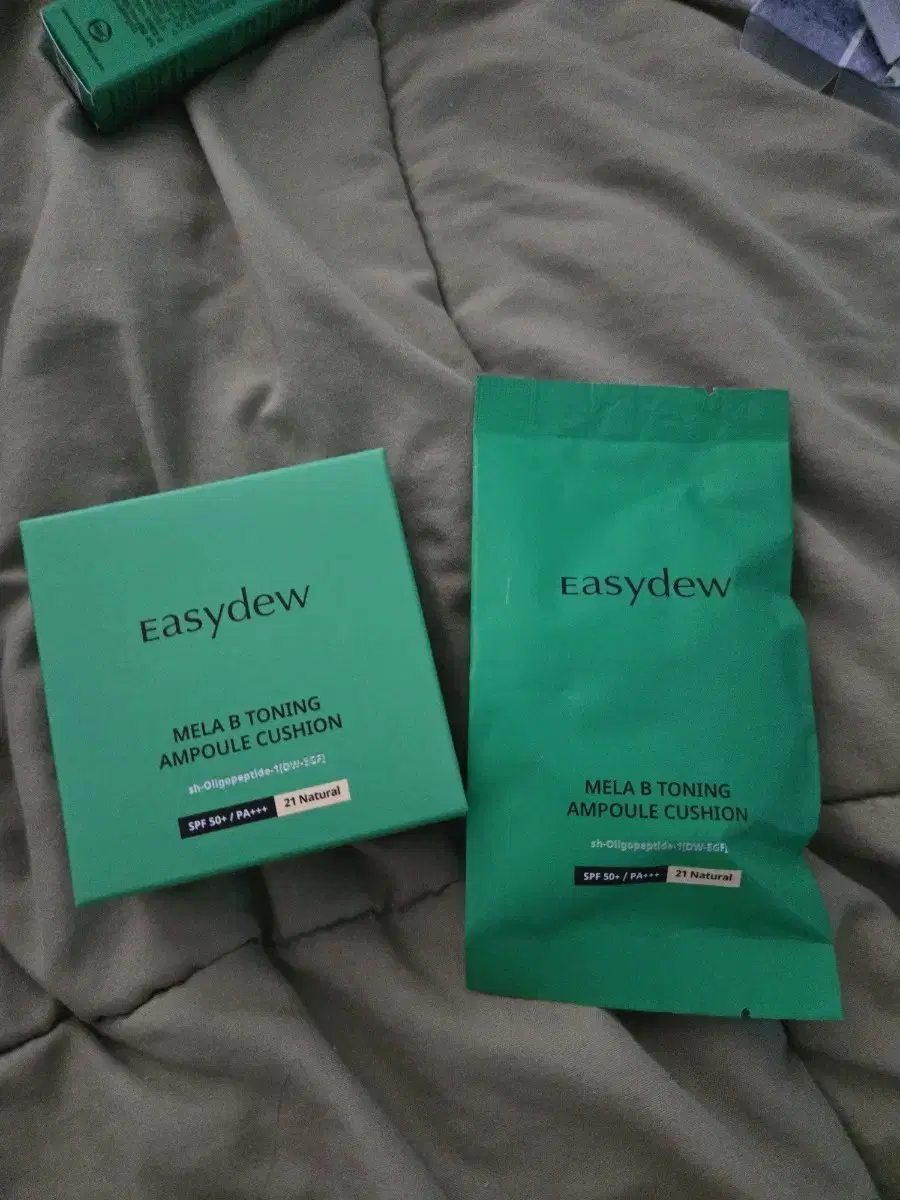 Easydew
MELA B TONING
AMPOULE CUSHION
sh-Oligopeptide-1[DW-EGF]
SPF 50+ / PA+++ 21 Natural
Easydew
MELA B TONING
AMPOULE CUSHION
sh-Oligopeptide-1[DW-EGF]
SPF 50+ / PA+++ 21 Natural